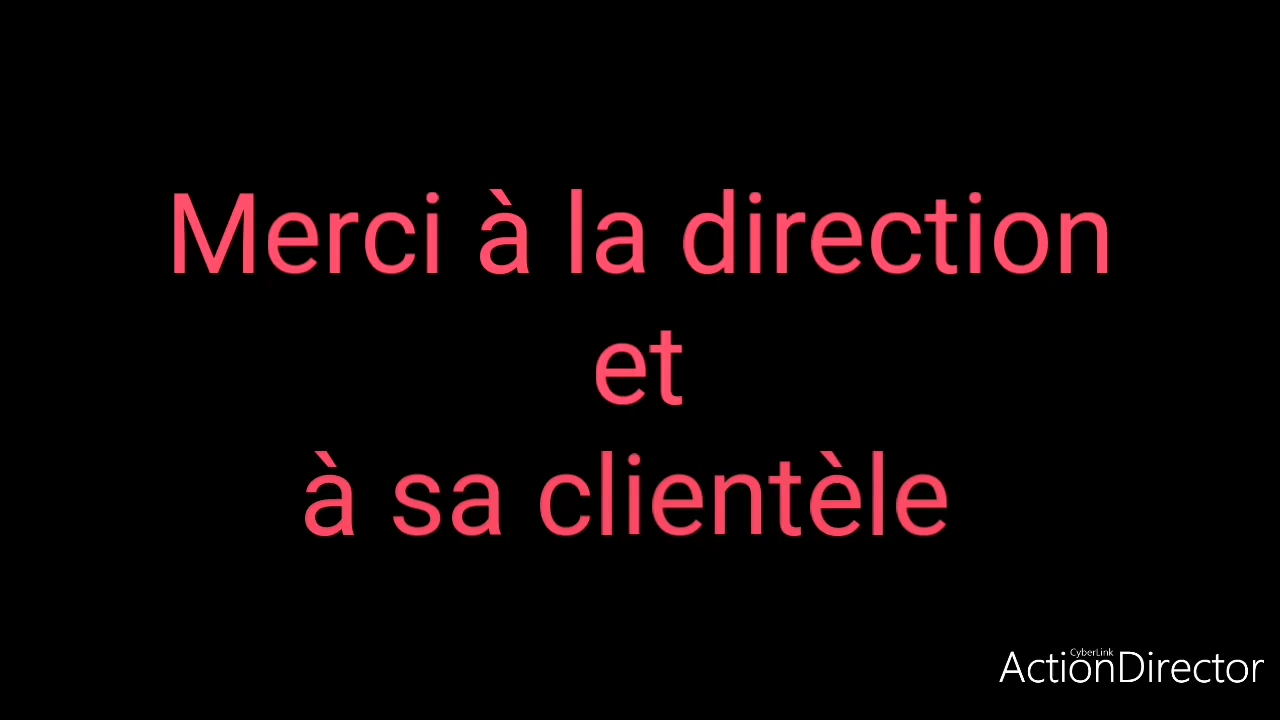 Merci à la direction
et
à sa clientèle
CyberLink
ActionDirector